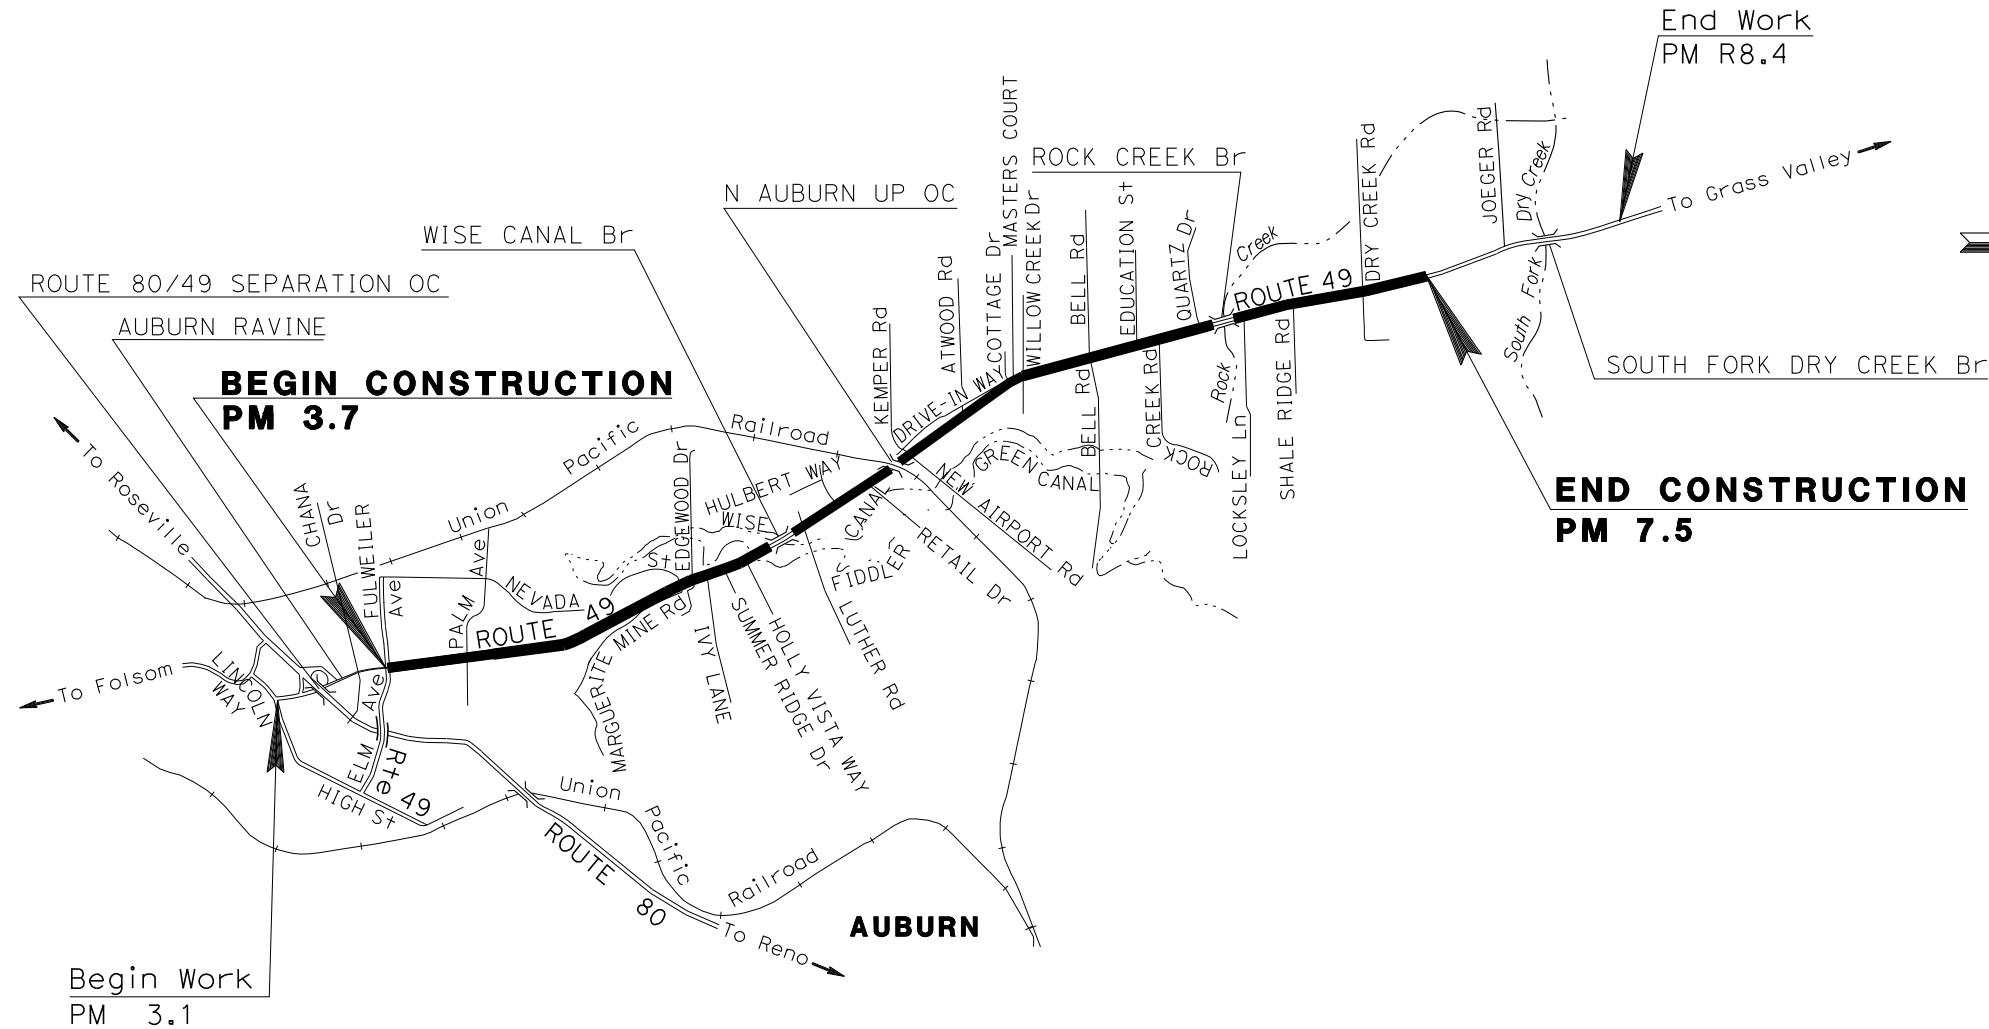 End Work
PM R8.4
To Grass Valley
JOEGER Rd
Dry Creek
South Fork
SOUTH FORK DRY CREEK Br
DRY CREEK Rd
ROCK CREEK Br
MASTERS COURT
WILLOW CREEK Dr
COTTAGE Dr
ATWOOD Rd
KEMPER Rd
DRIVE-IN WAY
BELL Rd
BELL Rd
EDUCATION St
QUARTZ Dr
Creek
Rock
ROUTE 49
CREEK Rd
ROCK
LOCKSLEY Ln
SHALE RIDGE Rd
N AUBURN UP OC
WISE CANAL Br
ROUTE 80/49 SEPARATION OC
AUBURN RAVINE
BEGIN CONSTRUCTION
PM 3.7
END CONSTRUCTION
PM 7.5
To Roseville
CHANA
Dr
FULWEILER
Ave
Union
Pacific
Railroad
PALM Ave
NEVADA
St
EDGEWOOD Dr
HULBERT WAY
WISE
CANAL
GREEN
CANAL
NEW AIRPORT Rd
RETAIL Dr
FIDDLER
ROUTE 49
MARGUERITE MINE Rd
IVY LANE
SUMMER RIDGE Dr
HOLLY VISTA WAY
LUTHER Rd
To Folsom
LINCOLN
WAY
ELM Ave
Rte 49
HIGH St
Union
Pacific
Railroad
ROUTE 80
To Reno
AUBURN
Begin Work
PM 3.1